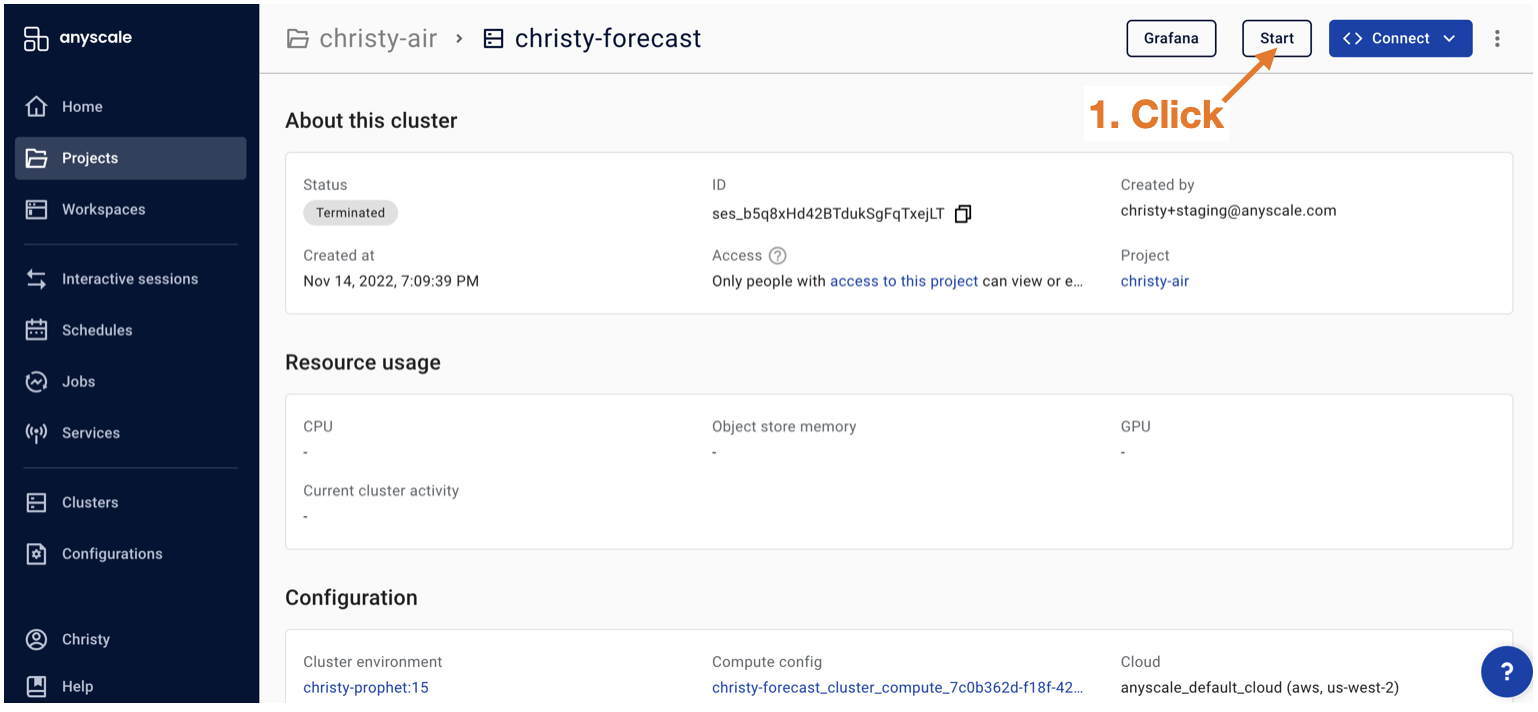 anyscale
christy-air › christy-forecast
Grafana
Start
<> Connect
1. Click
Home
Projects
Workspaces
Interactive sessions
Schedules
Jobs
Services
Clusters
Configurations
Christy
Help
About this cluster
Status
Terminated
ID
ses_b5q8xHd42BTdukSgFqTxejLT
Created by
christy+staging@anyscale.com
Created at
Nov 14, 2022, 7:09:39 PM
Access ?
Only people with access to this project can view or e...
Project
christy-air
Resource usage
CPU
-
Object store memory
-
GPU
-
Current cluster activity
-
Configuration
Cluster environment
christy-prophet:15
Compute config
christy-forecast_cluster_compute_7c0b362d-f18f-42...
Cloud
anyscale_default_cloud (aws, us-west-2)
?